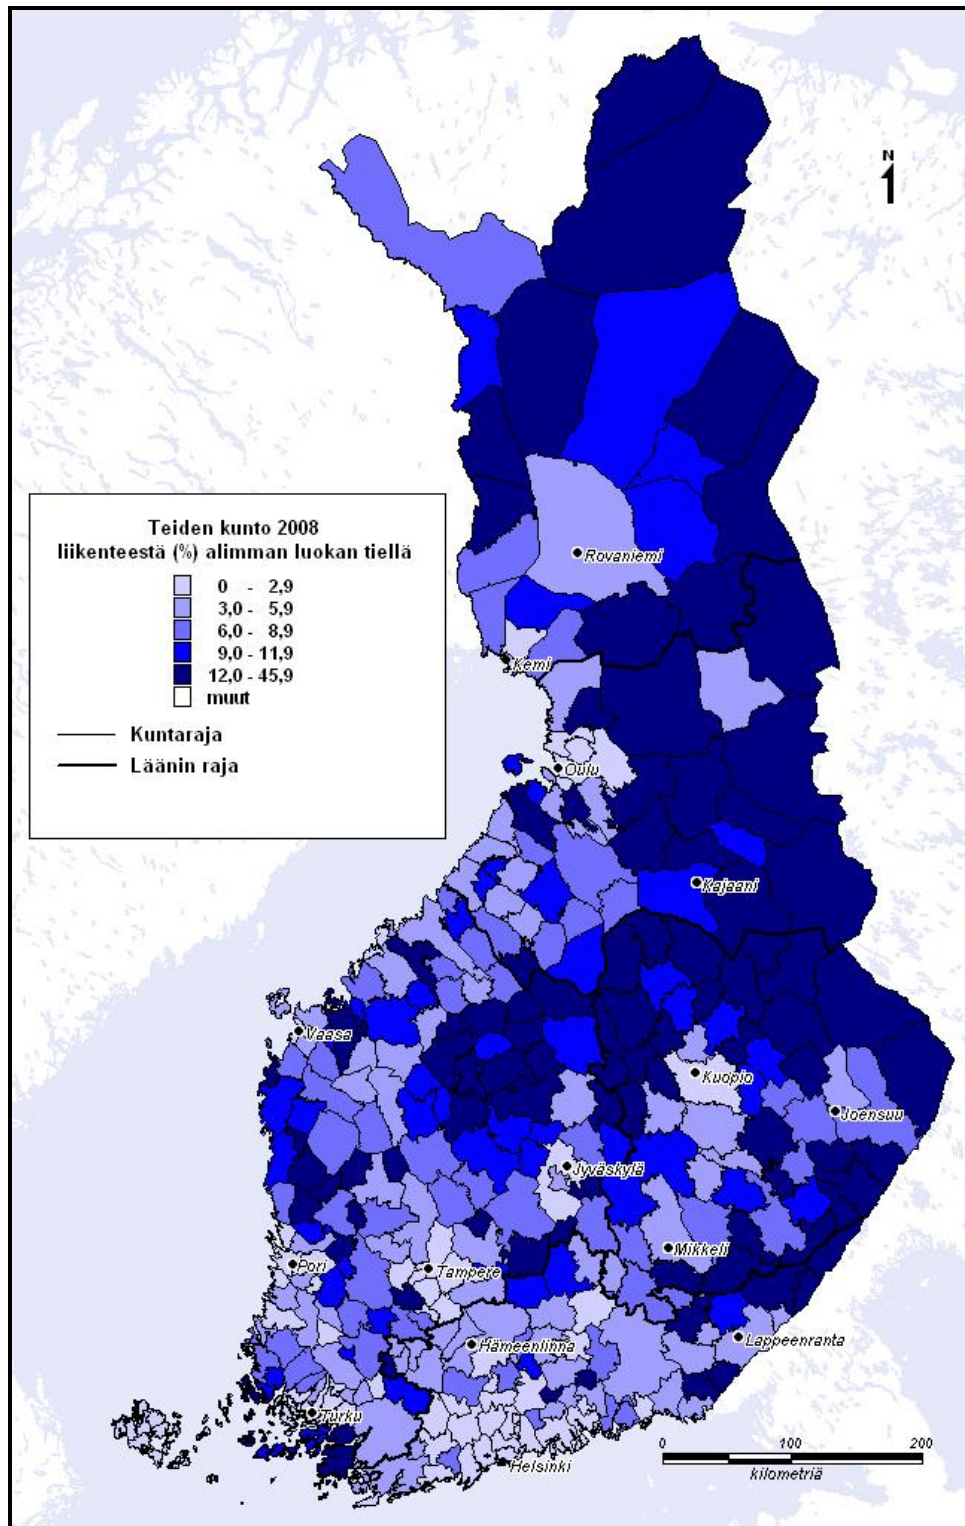 N
Teiden kunto 2008
liikenteestä (%) alimman luokan tiellä
0 - 2,9
3,0 - 5,9
6,0 - 8,9
9,0 - 11,9
12,0 - 45,9
muut
Kuntaraja
Läänin raja
Rovaniemi
Kemi
Oulu
Kajaani
Vaasa
Kuopio
Joensuu
Jyväskylä
Mikkeli
Pori
Tampere
Lappeenranta
Hämeenlinna
Turku
Helsinki
0 100 200
kilometriä